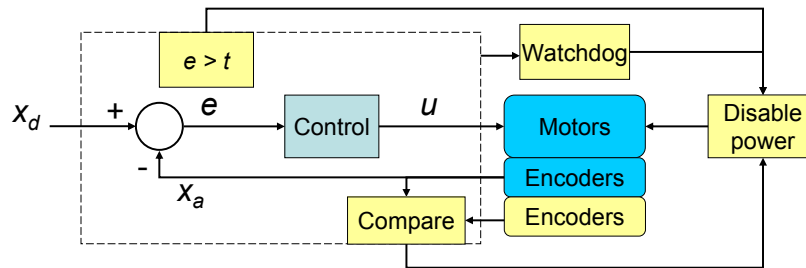 e > t
Watchdog
x_d
+
e
Control
u
Motors
Disable
power
-
x_a
Encoders
Compare
Encoders